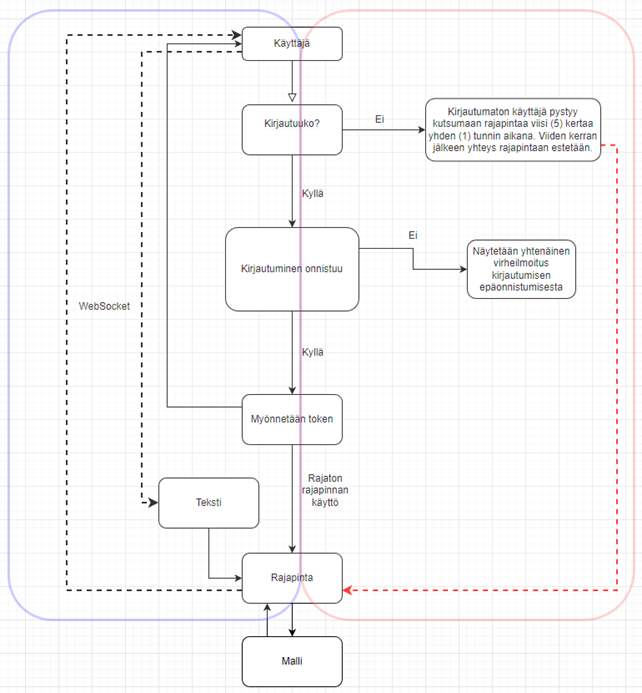 Käyttäjä
Kirjautuuko?
Ei
Kirjautumaton käyttäjä pystyy
kutsumaan rajapintaa viisi (5) kertaa
yhden (1) tunnin aikana. Viiden kerran
jälkeen yhteys rajapintaan estetään.
Kyllä
Kirjautuminen onnistuu
Ei
Näytetään yhtenäinen
virheilmoitus
kirjautumisen
epäonnistumisesta
WebSocket
Kyllä
Myönnetään token
Rajaton
rajapinnan
käyttö
Teksti
Rajapinta
Malli